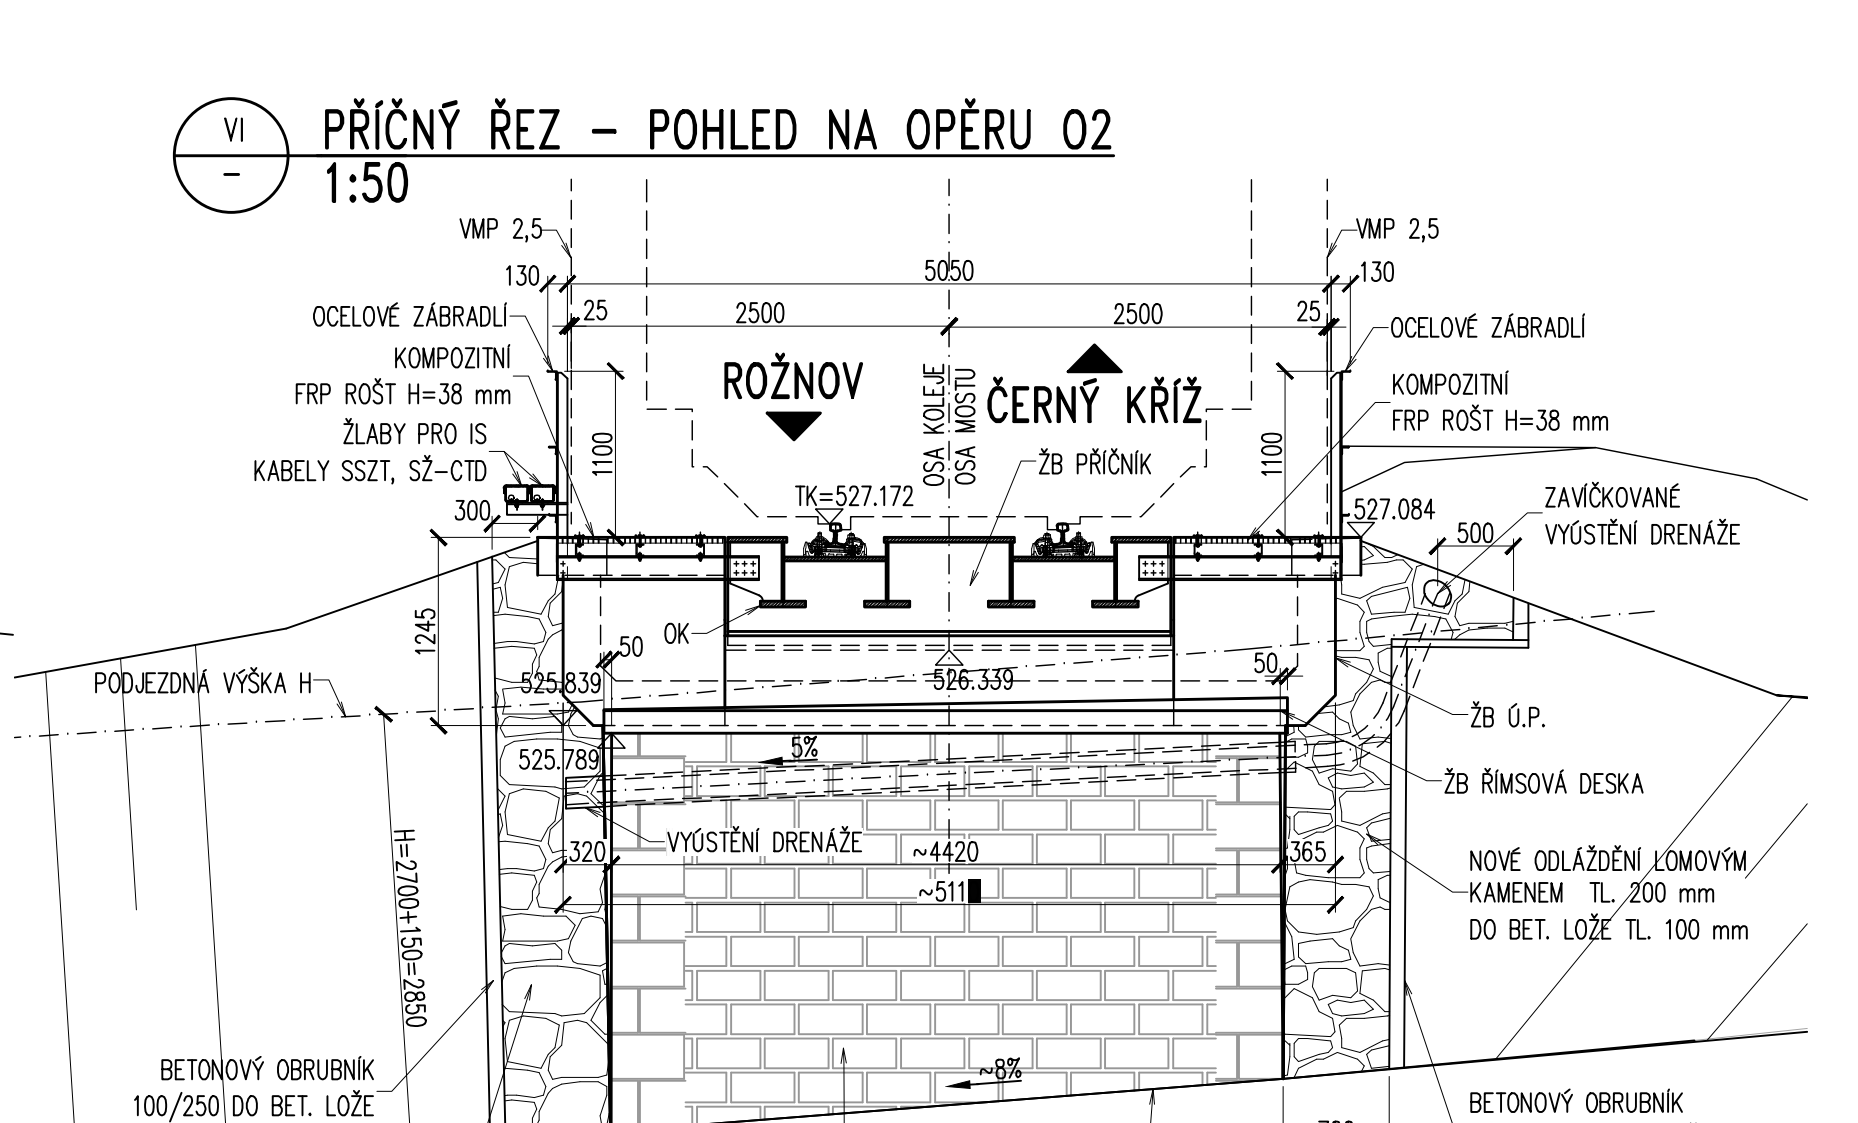 VI
–
PŘÍČNÝ ŘEZ – POHLED NA OPĚRU O2
1:50
VMP 2,5
VMP 2,5
130
5050
130
25
2500
2500
25
OCELOVÉ ZÁBRADLÍ
OCELOVÉ ZÁBRADLÍ
KOMPOZITNÍ
FRP ROŠT H=38 mm
ROŽNOV
OSA KOLEJE
OSA MOSTU
ČERNÝ KŘÍŽ
KOMPOZITNÍ
FRP ROŠT H=38 mm
ŽLABY PRO IS
KABELY SSZT, SŽ-CTD
1100
1100
ŽB PŘÍČNÍK
TK=527.172
300
527.084
ZAVÍČKOVANÉ
VYÚSTĚNÍ DRENÁŽE
500
1245
OK
50
50
525.839
526.339
PODJEZDNÁ VÝŠKA H
ŽB Ú.P.
525.789
5%
ŽB ŘÍMSOVÁ DESKA
VYÚSTĚNÍ DRENÁŽE
320
~4420
365
~511
H=2700+150=2850
NOVÉ ODLÁŽDĚNÍ LOMOVÝM
KAMENEM TL. 200 mm
DO BET. LOŽE TL. 100 mm
BETONOVÝ OBRUBNÍK
100/250 DO BET. LOŽE
~8%
BETONOVÝ OBRUBNÍK